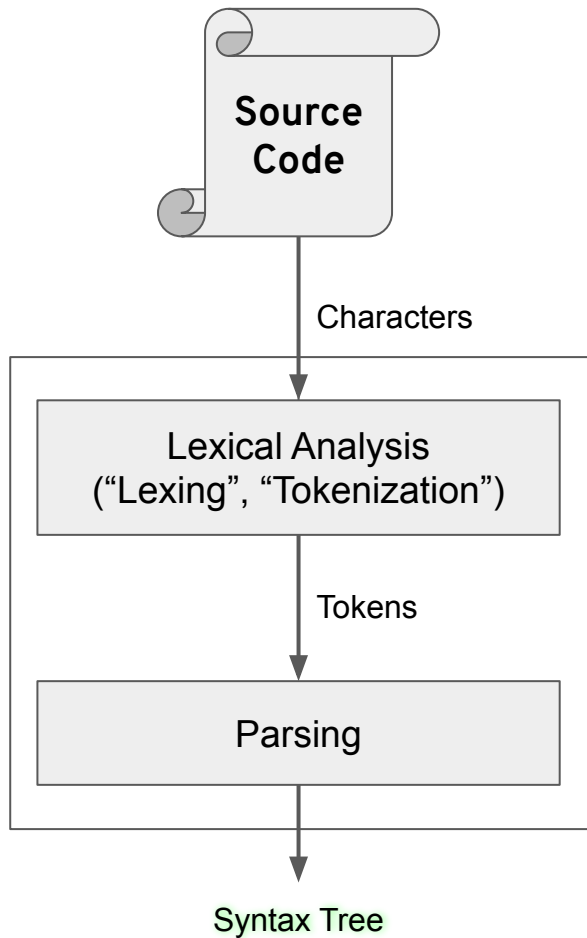 Source
Code
Characters
Lexical Analysis
(“Lexing”, “Tokenization”)
Tokens
Parsing
Syntax Tree